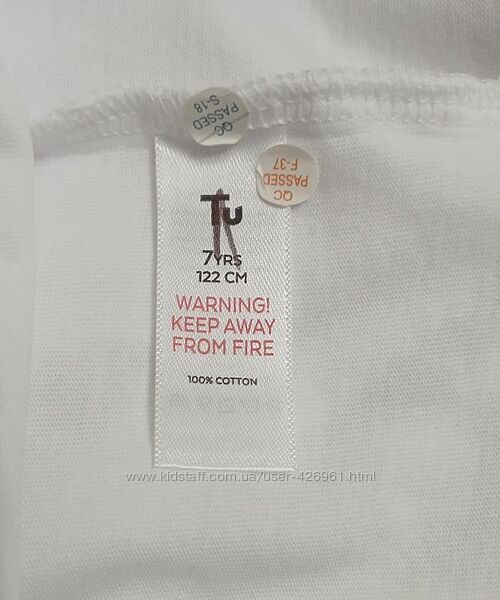 QC
PASSED
S-18
QC
PASSED
F-37
Tu
7YRS
122 CM
WARNING!
KEEP AWAY
FROM FIRE
100% COTTON
www.kidstaff.com.ua/user-426961.html